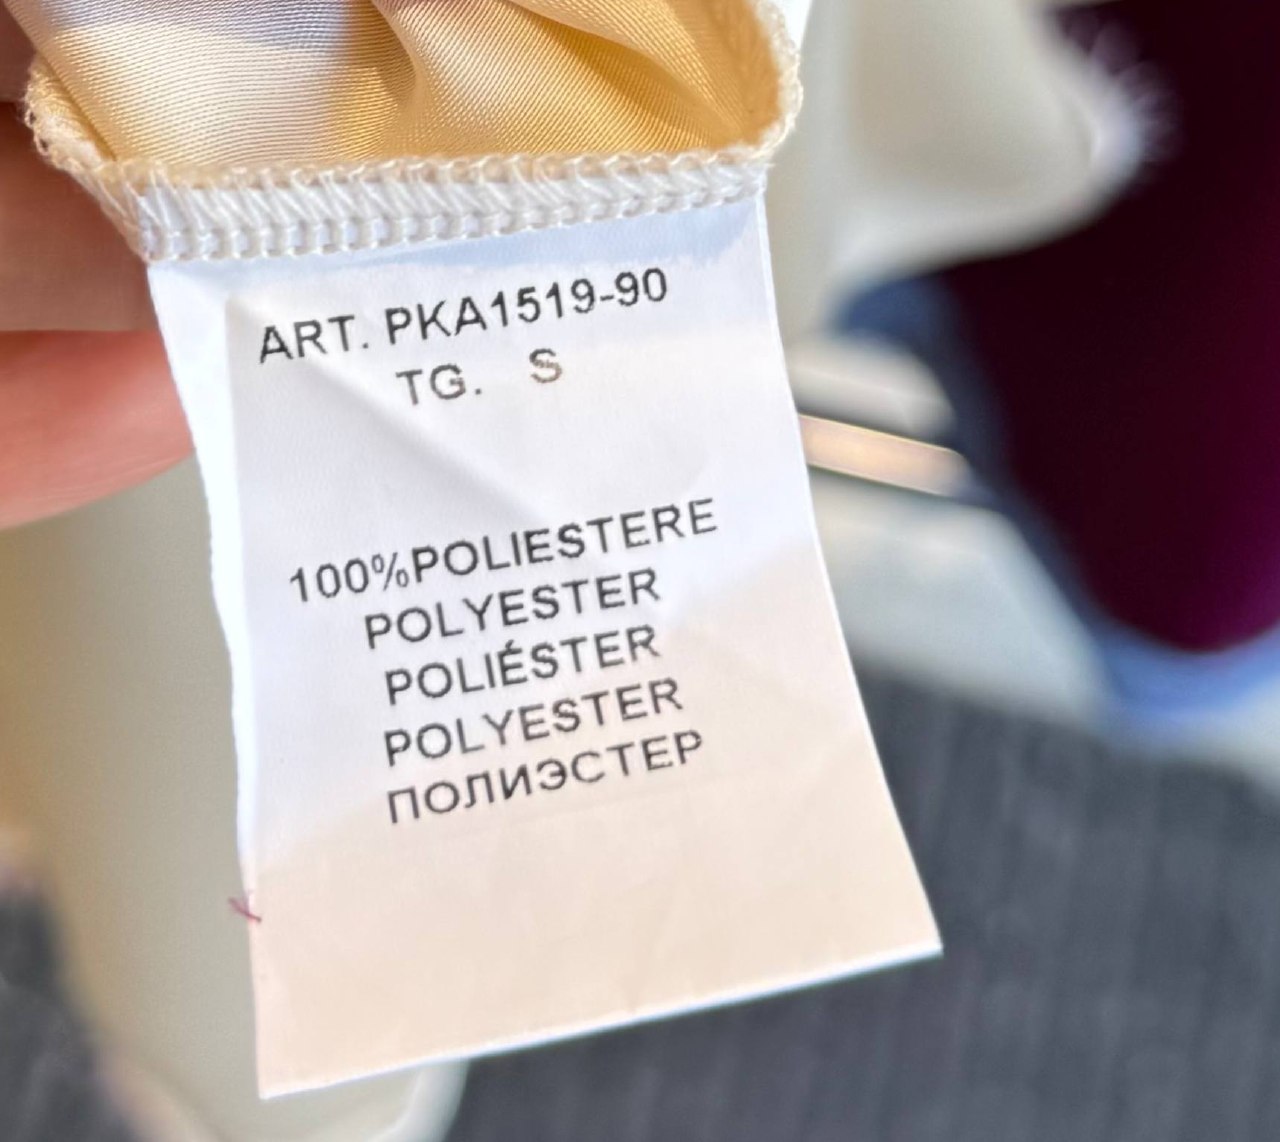 ART. PKA1519-90
TG. S
100%POLIESTERE
POLYESTER
POLIÉSTER
POLYESTER
ПОЛИЭСТЕР